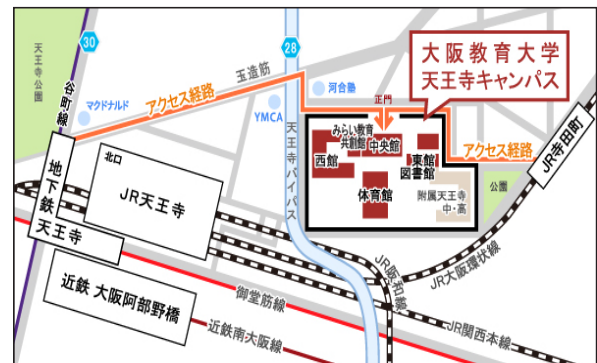 天王寺公園
30
谷町線
マクドナルド
アクセス経路
玉造筋
28
YMCA
河合塾
大阪教育大学
天王寺キャンパス
正門
みらい教育
共創館
中央館
西館
東館
図書館
体育館
附属天王寺
中・高
公園
アクセス経路
JR寺田町
天王寺バイパス
北口
JR天王寺
地下鉄
天王寺
近鉄 大阪阿部野橋
御堂筋線
近鉄南大阪線
JR阪和線
JR大阪環状線
JR関西本線